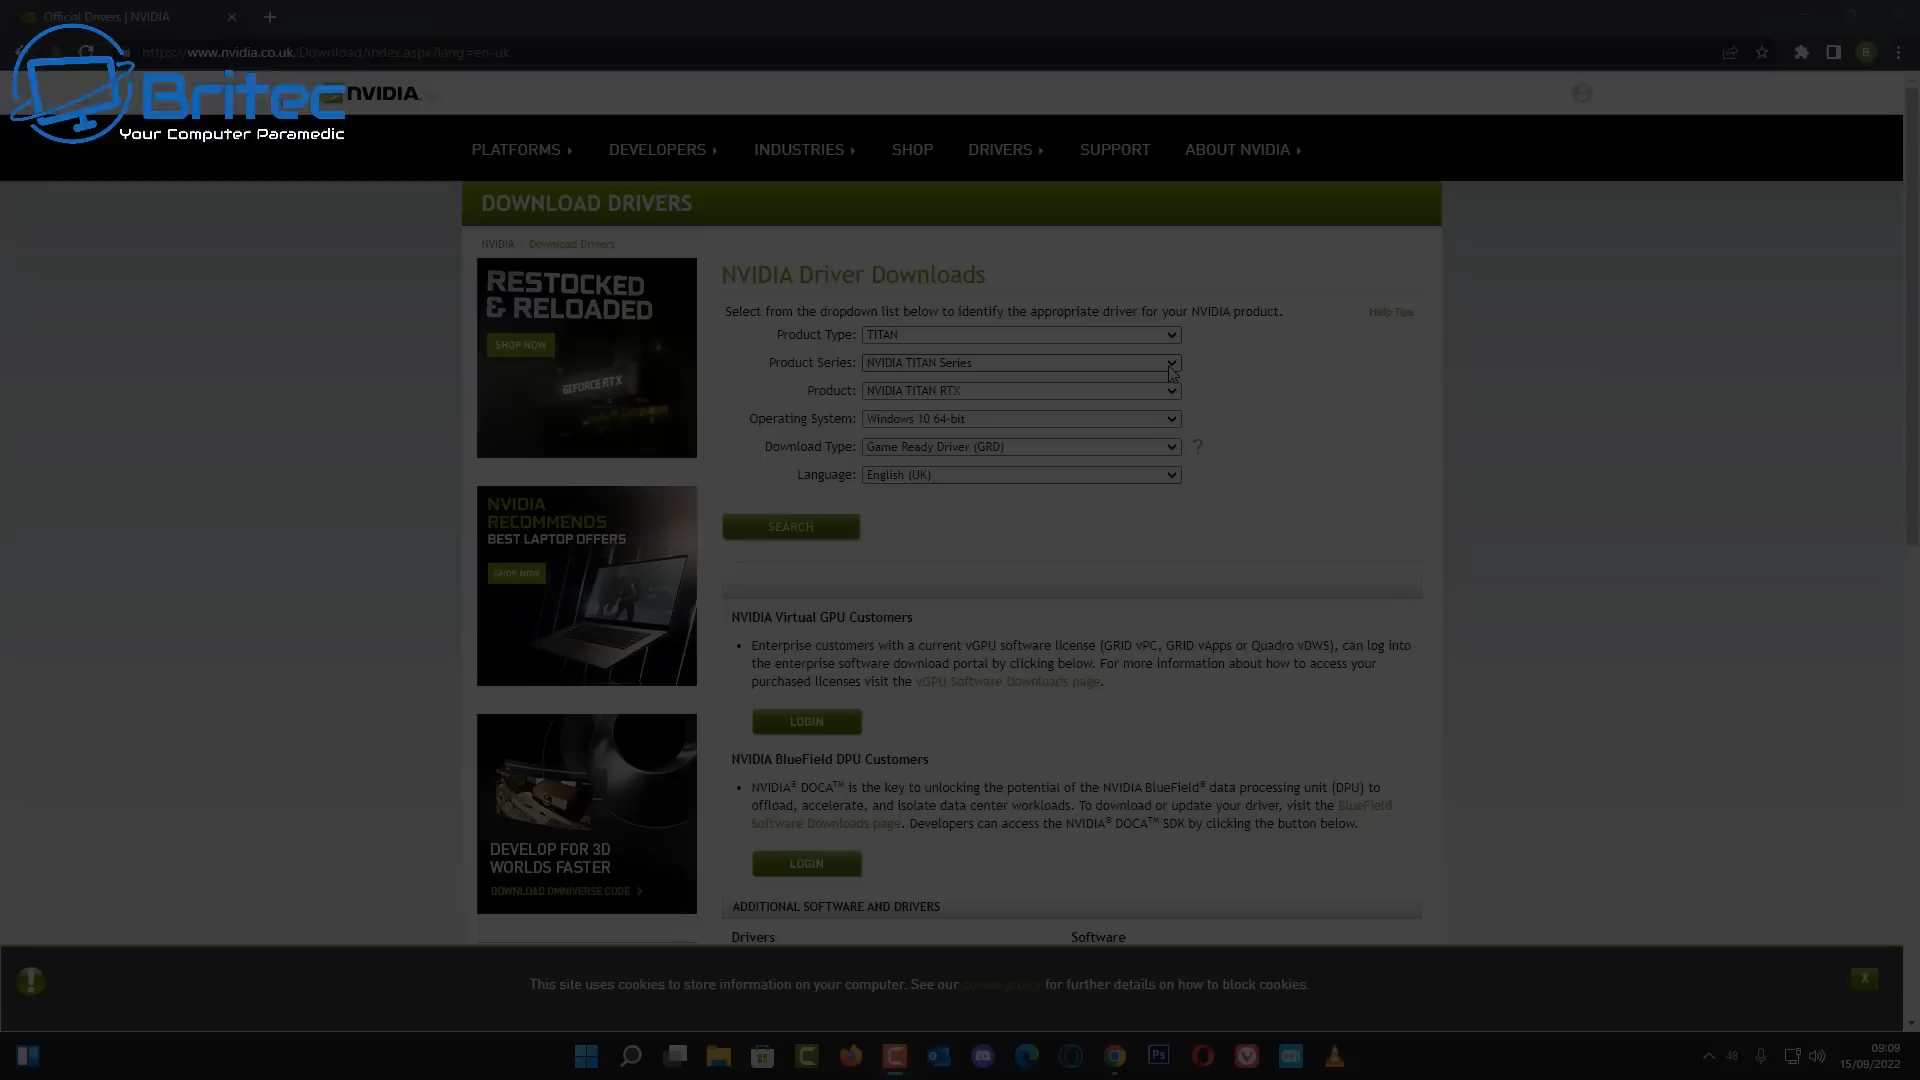 Official Drivers | NVIDIA
https://www.nvidia.co.uk/Download/index.aspx?lang=en-uk
B
Britec
Your Computer Paramedic
NVIDIA.
PLATFORMS
DEVELOPERS
INDUSTRIES
SHOP
DRIVERS
SUPPORT
ABOUT NVIDIA
DOWNLOAD DRIVERS
NVIDIA > Download Drivers
RESTOCKED
& RELOADED
SHOP NOW
GEFORCE RTX
NVIDIA Driver Downloads
Select from the dropdown list below to identify the appropriate driver for your NVIDIA product.
Help Tips
Product Type: TITAN
Product Series: NVIDIA TITAN Series
Product: NVIDIA TITAN RTX
Operating System: Windows 10 64-bit
Download Type: Game Ready Driver (GRD) ?
Language: English (UK)
SEARCH
NVIDIA
RECOMMENDS
BEST LAPTOP OFFERS
SHOP NOW
NVIDIA Virtual GPU Customers
• Enterprise customers with a current vGPU software license (GRID vPC, GRID vApps or Quadro vDWS), can log into
the enterprise software download portal by clicking below. For more information about how to access your
purchased licenses visit the vGPU Software Downloads page.
LOGIN
NVIDIA BlueField DPU Customers
• NVIDIA® DOCA™ is the key to unlocking the potential of the NVIDIA BlueField® data processing unit (DPU) to
offload, accelerate, and isolate data center workloads. To download or update your driver, visit the BlueField
Software Downloads page. Developers can access the NVIDIA® DOCA™ SDK by clicking the button below.
LOGIN
DEVELOP FOR 3D
WORLDS FASTER
DOWNLOAD OMNIVERSE CODE >
ADDITIONAL SOFTWARE AND DRIVERS
Drivers
Software
This site uses cookies to store information on your computer. See our cookie policy for further details on how to block cookies.
X
Ps
48
09:09
15/09/2022